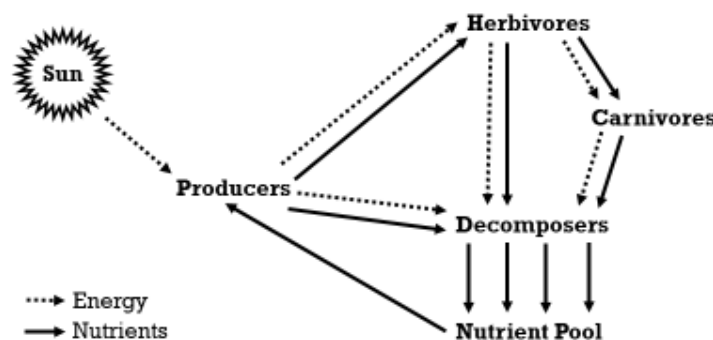 Herbivores
Sun
Carnivores
Producers
Decomposers
Energy
Nutrients
Nutrient Pool